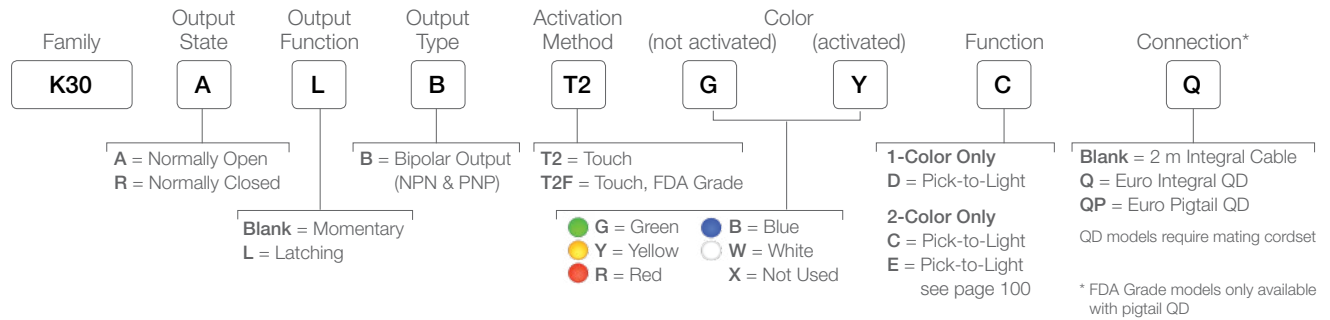 Family
Output State
Output Function
Output Type
Activation Method
Color
(not activated)
(activated)
Function
Connection*
K30
A
L
B
T2
G
Y
C
Q
A = Normally Open
R = Normally Closed
Blank = Momentary
L = Latching
B = Bipolar Output
(NPN & PNP)
T2 = Touch
T2F = Touch, FDA Grade
G = Green
Y = Yellow
R = Red
B = Blue
W = White
X = Not Used
1-Color Only
D = Pick-to-Light
2-Color Only
C = Pick-to-Light
E = Pick-to-Light
see page 100
Blank = 2 m Integral Cable
Q = Euro Integral QD
QP = Euro Pigtail QD
QD models require mating cordset
* FDA Grade models only available
with pigtail QD